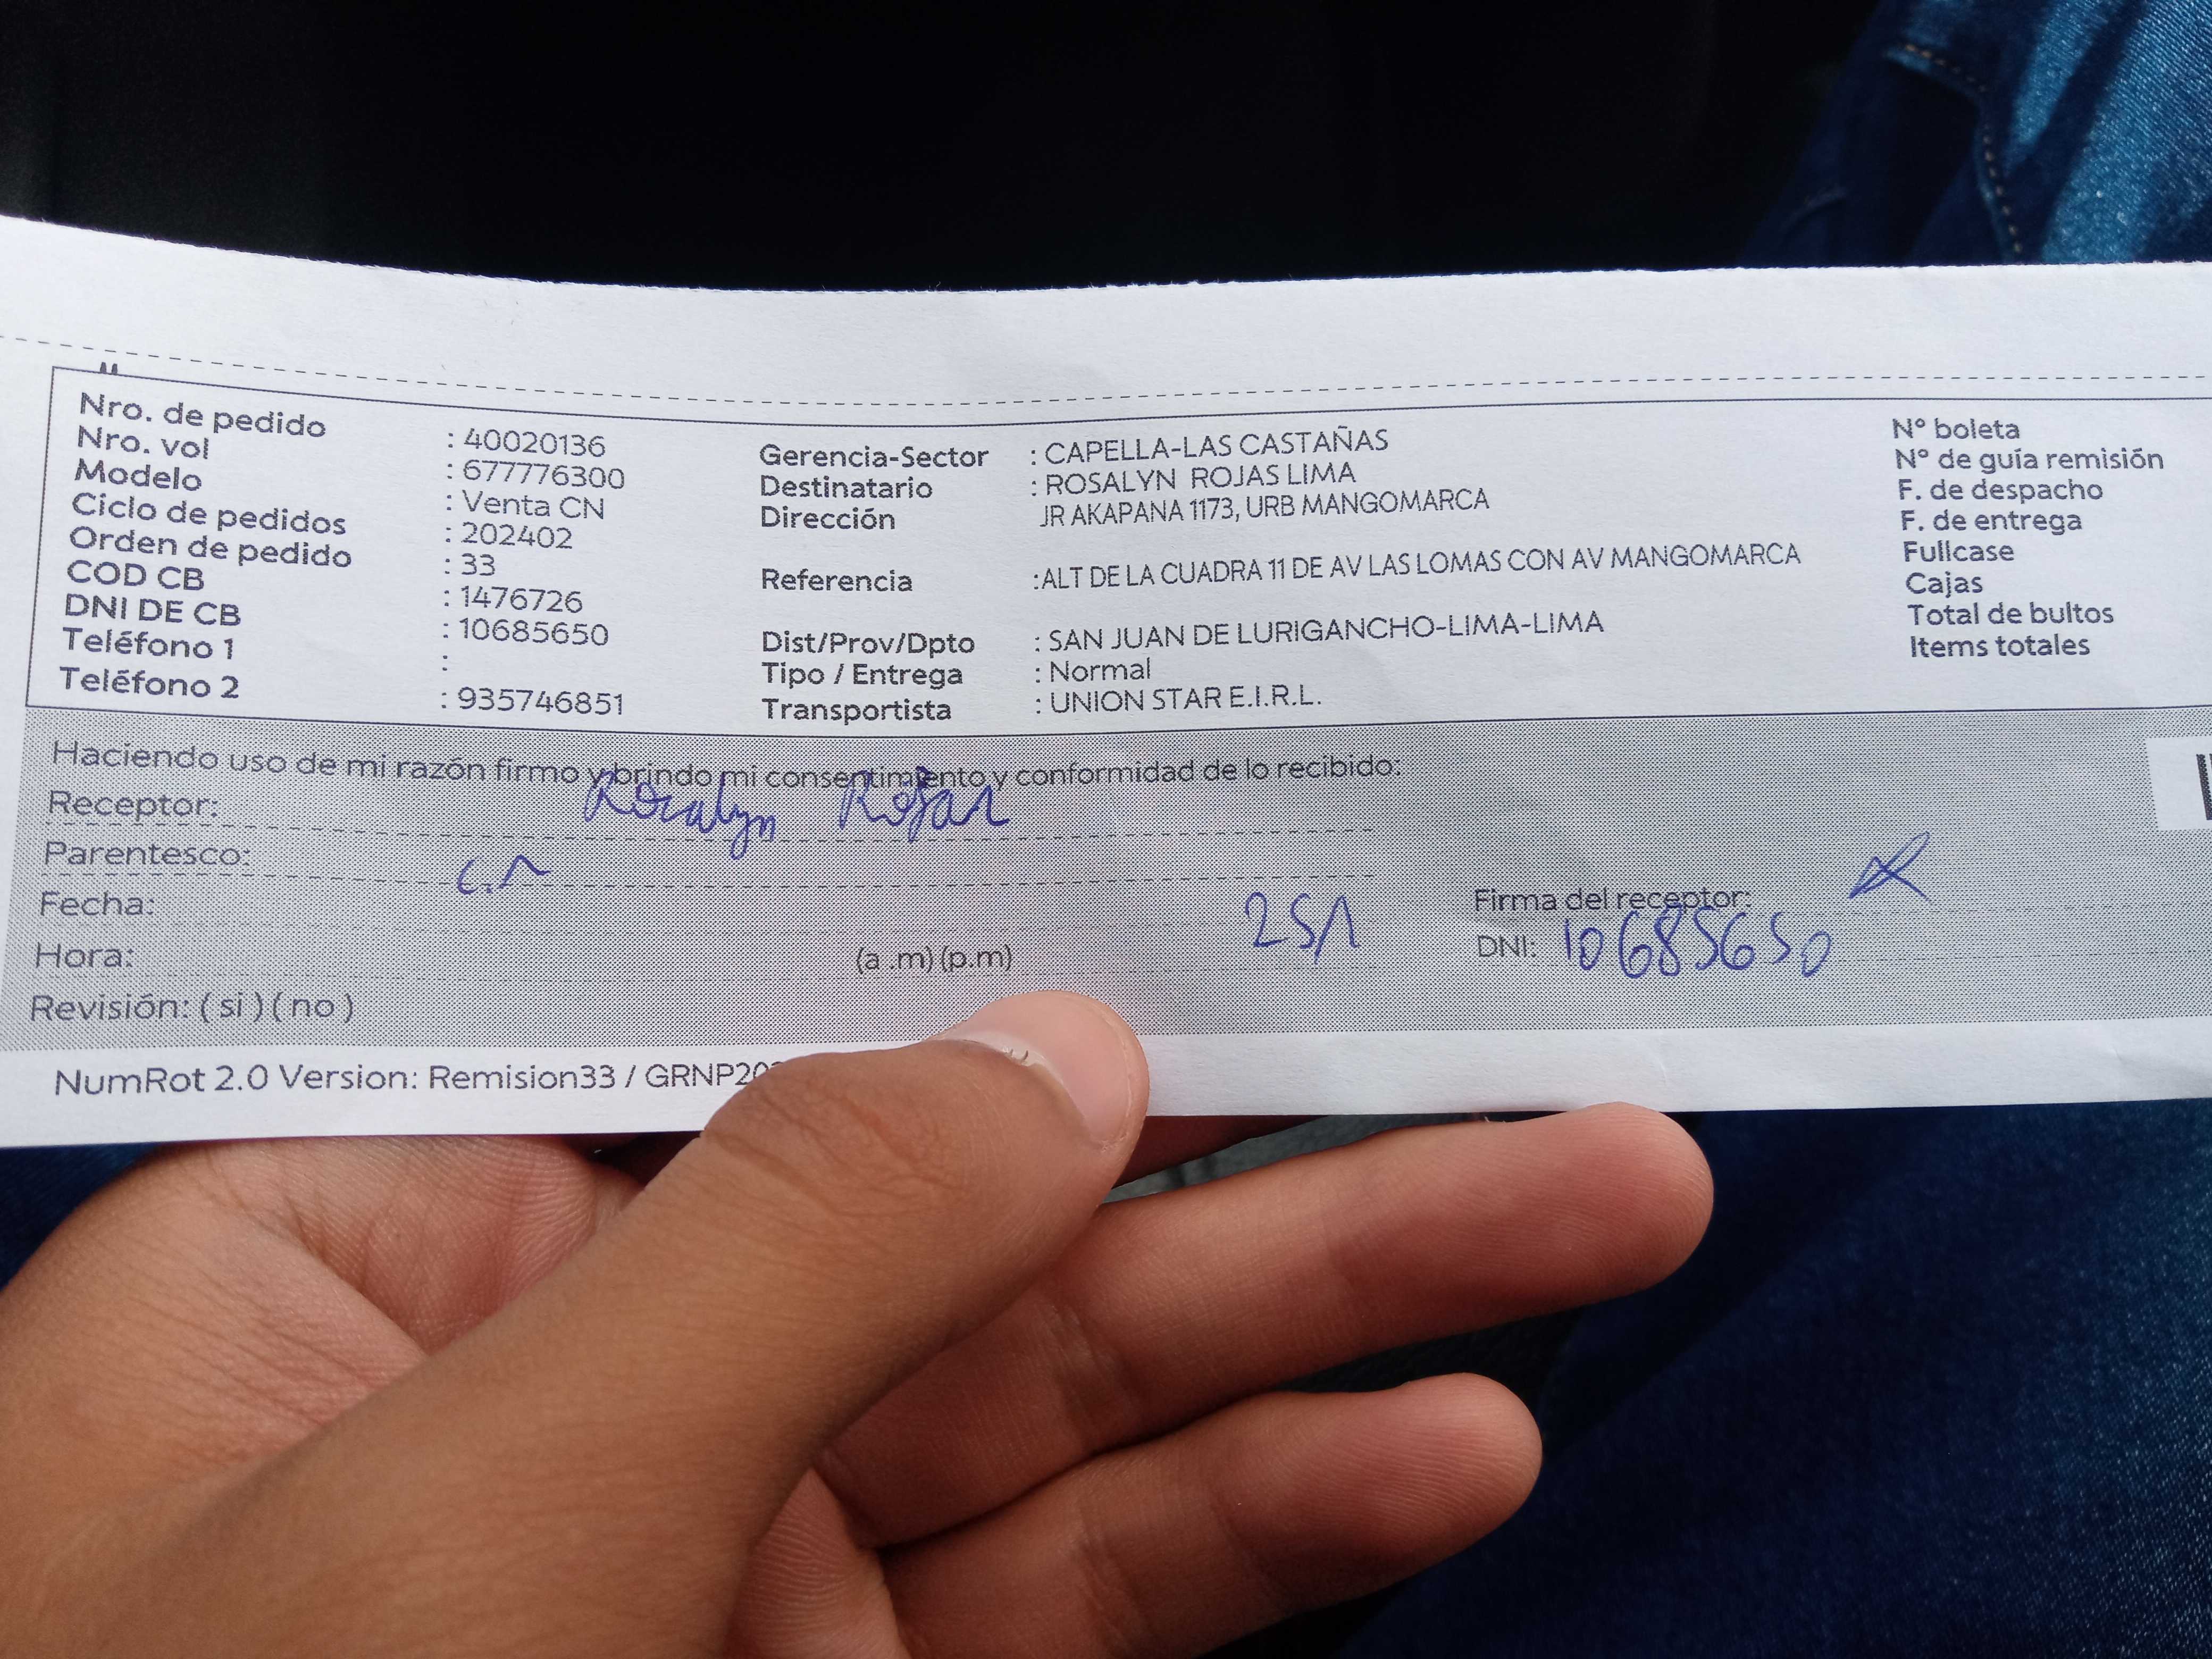 Nro. de pedido : 40020136
Nro. vol : 677776300
Modelo : Venta CN
Ciclo de pedidos : 202402
Orden de pedido : 33
COD CB : 1476726
DNI DE CB : 10685650
Teléfono 1 :
Teléfono 2 : 935746851
Gerencia-Sector : CAPELLA-LAS CASTAÑAS
Destinatario : ROSALYN ROJAS LIMA
Dirección JR AKAPANA 1173, URB MANGOMARCA
Referencia :ALT DE LA CUADRA 11 DE AV LAS LOMAS CON AV MANGOMARCA
Dist/Prov/Dpto : SAN JUAN DE LURIGANCHO-LIMA-LIMA
Tipo / Entrega : Normal
Transportista : UNION STAR E.I.R.L.
N° boleta
N° de guía remisión
F. de despacho
F. de entrega
Fullcase
Cajas
Total de bultos
Items totales
Haciendo uso de mi razón firmo y brindo mi consentimiento y conformidad de lo recibido:
Receptor: Rosalyn Rojas
Parentesco: C.N
Fecha:
Hora: (a .m) (p.m)
Revisión: ( si ) ( no )
Firma del receptor:
DNI: 10685650
NumRot 2.0 Version: Remision33 / GRNP20